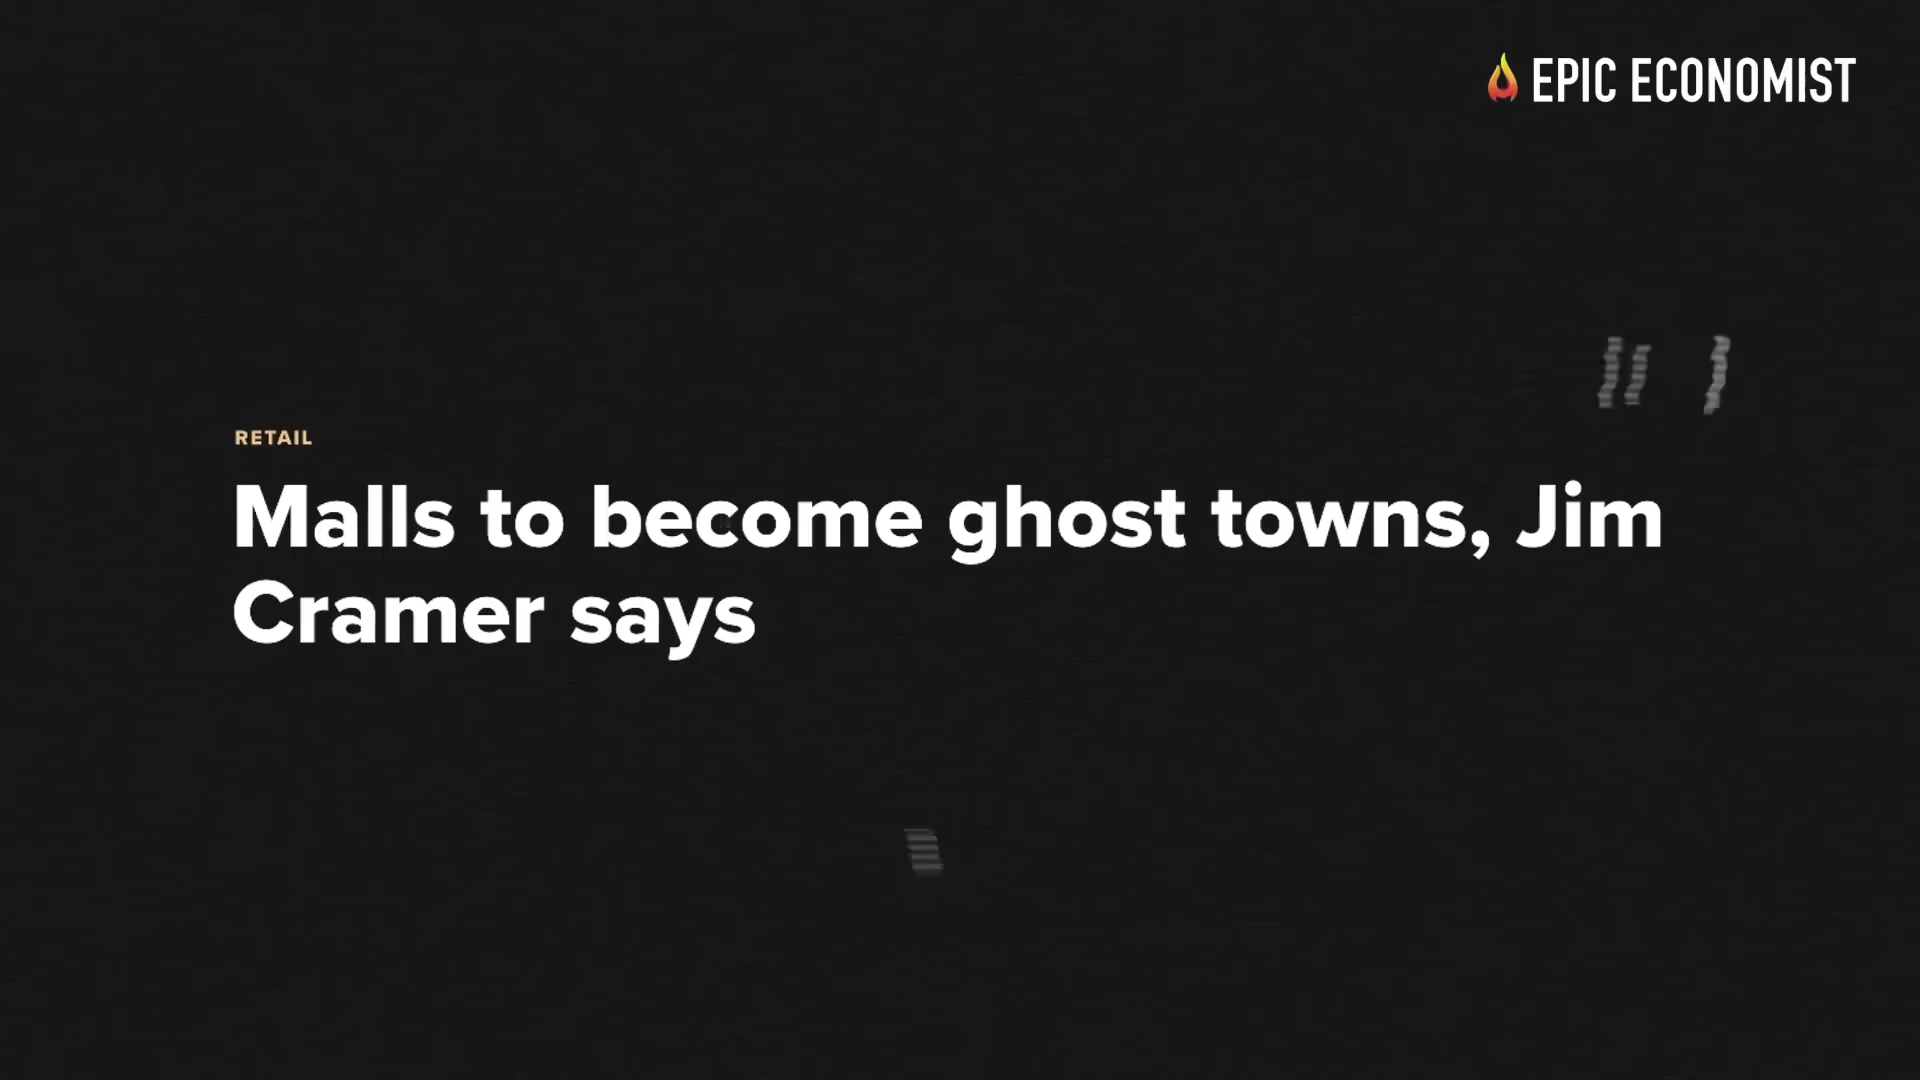 EPIC ECONOMIST
RETAIL
Malls to become ghost towns, Jim
Cramer says